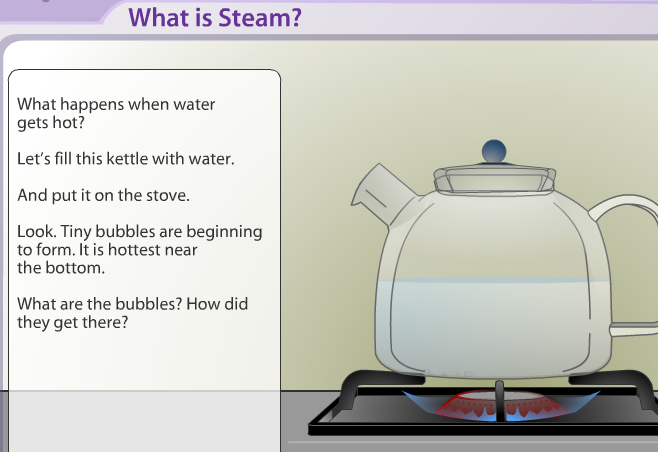 What is Steam?
What happens when water
gets hot?
Let's fill this kettle with water.
And put it on the stove.
Look. Tiny bubbles are beginning
to form. It is hottest near
the bottom.
What are the bubbles? How did
they get there?